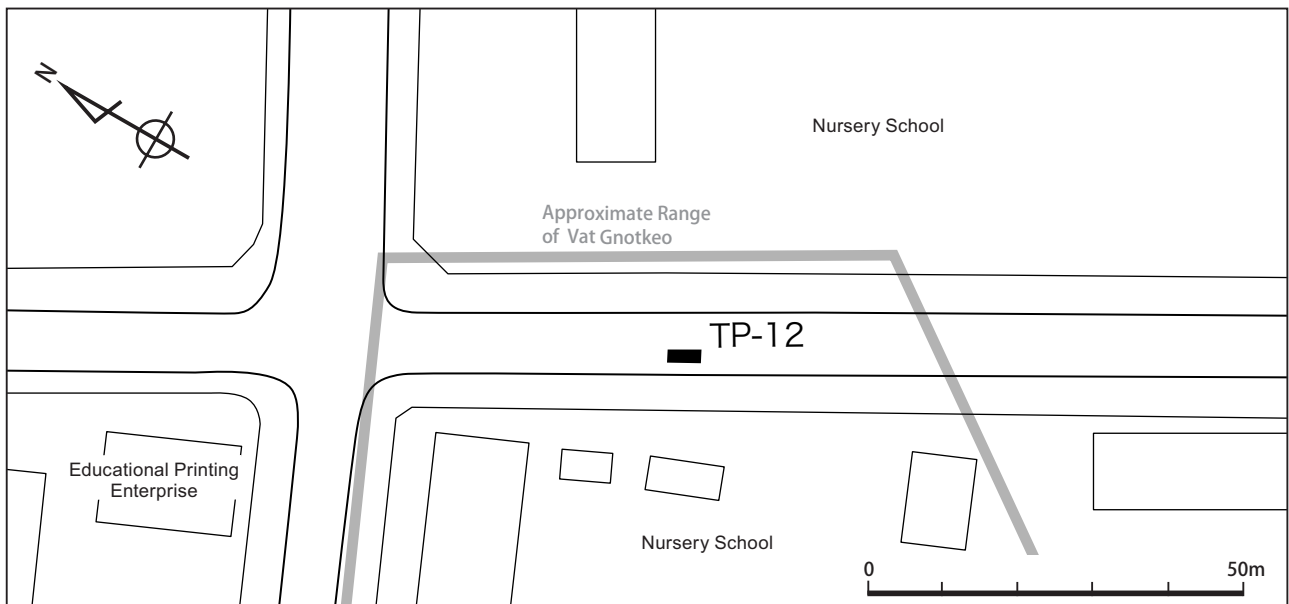 N
Nursery School
Approximate Range
of Vat Gnotkeo
TP-12
Educational Printing
Enterprise
Nursery School
0
50m